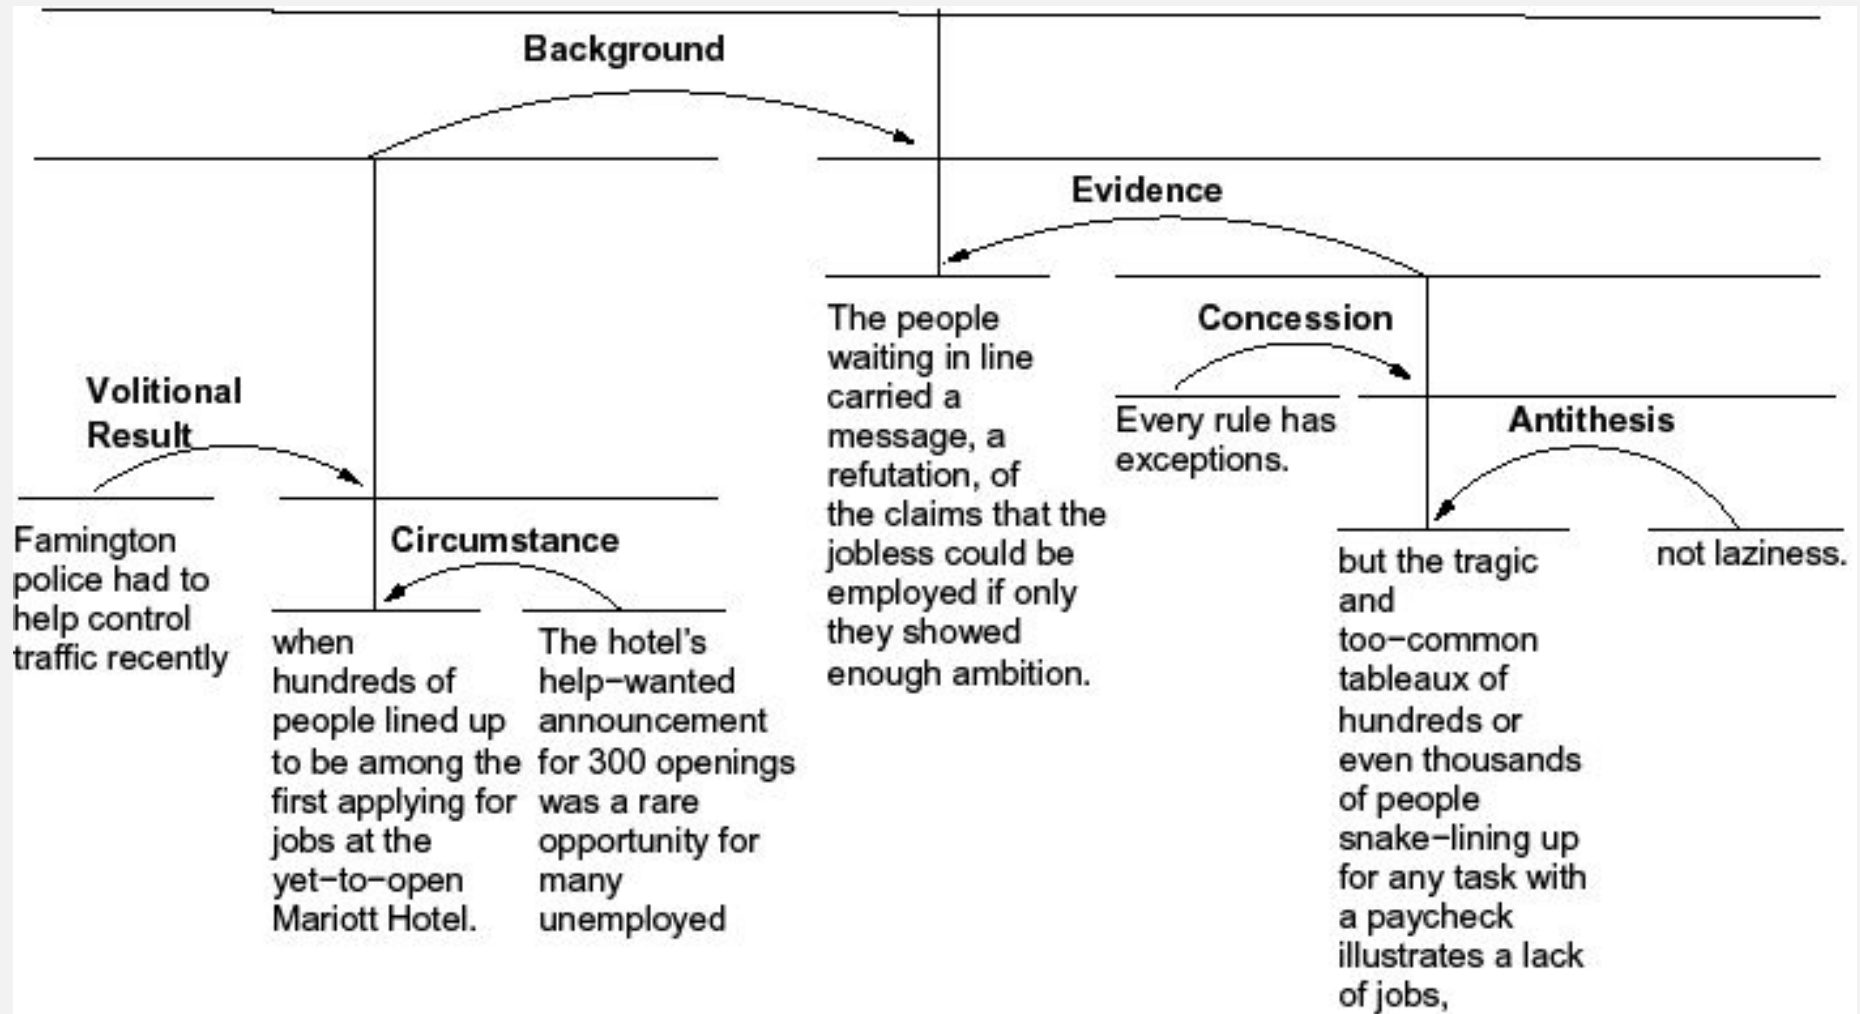 Background
Evidence
Concession
Volitional
Result
Antithesis
Circumstance
Famington
police had to
help control
traffic recently
when
hundreds of
people lined up
to be among the
first applying for
jobs at the
yet-to-open
Mariott Hotel.
The hotel's
help-wanted
announcement
for 300 openings
was a rare
opportunity for
many
unemployed
The people
waiting in line
carried a
message, a
refutation, of
the claims that the
jobless could be
employed if only
they showed
enough ambition.
Every rule has
exceptions.
but the tragic
and
too-common
tableaux of
hundreds or
even thousands
of people
snake-lining up
for any task with
a paycheck
illustrates a lack
of jobs,
not laziness.